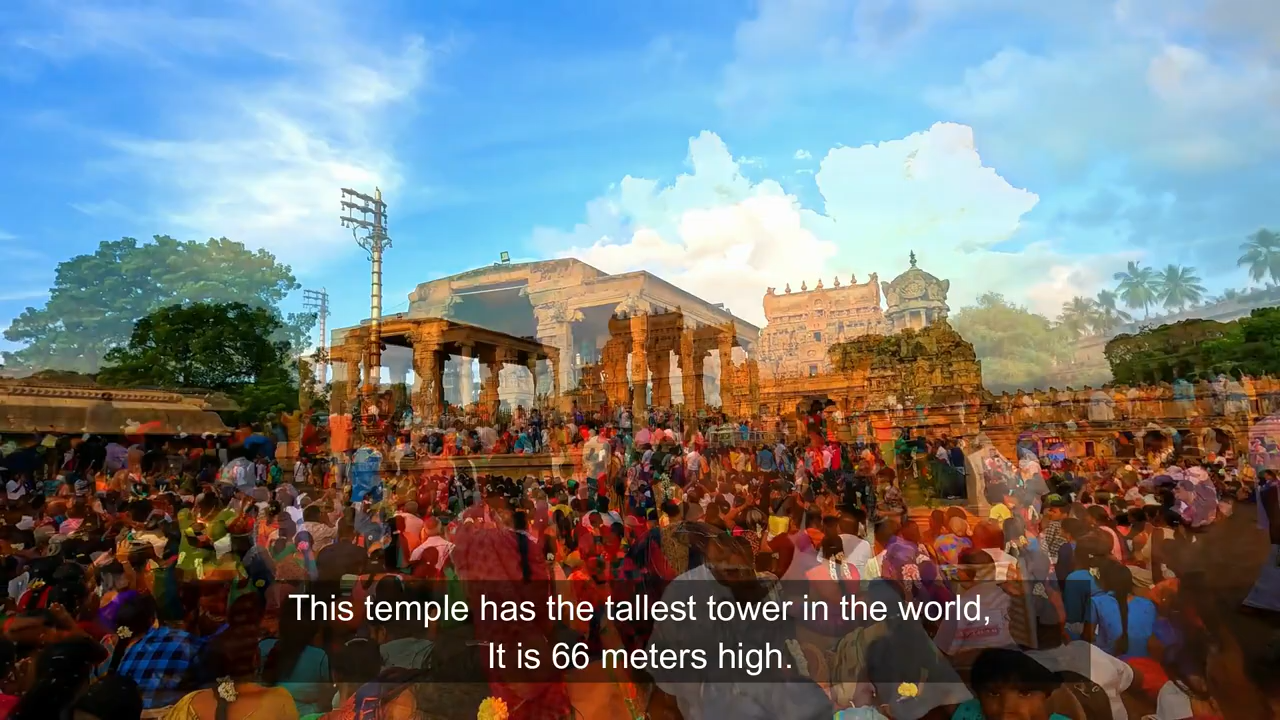 This temple has the tallest tower in the world,
It is 66 meters high.